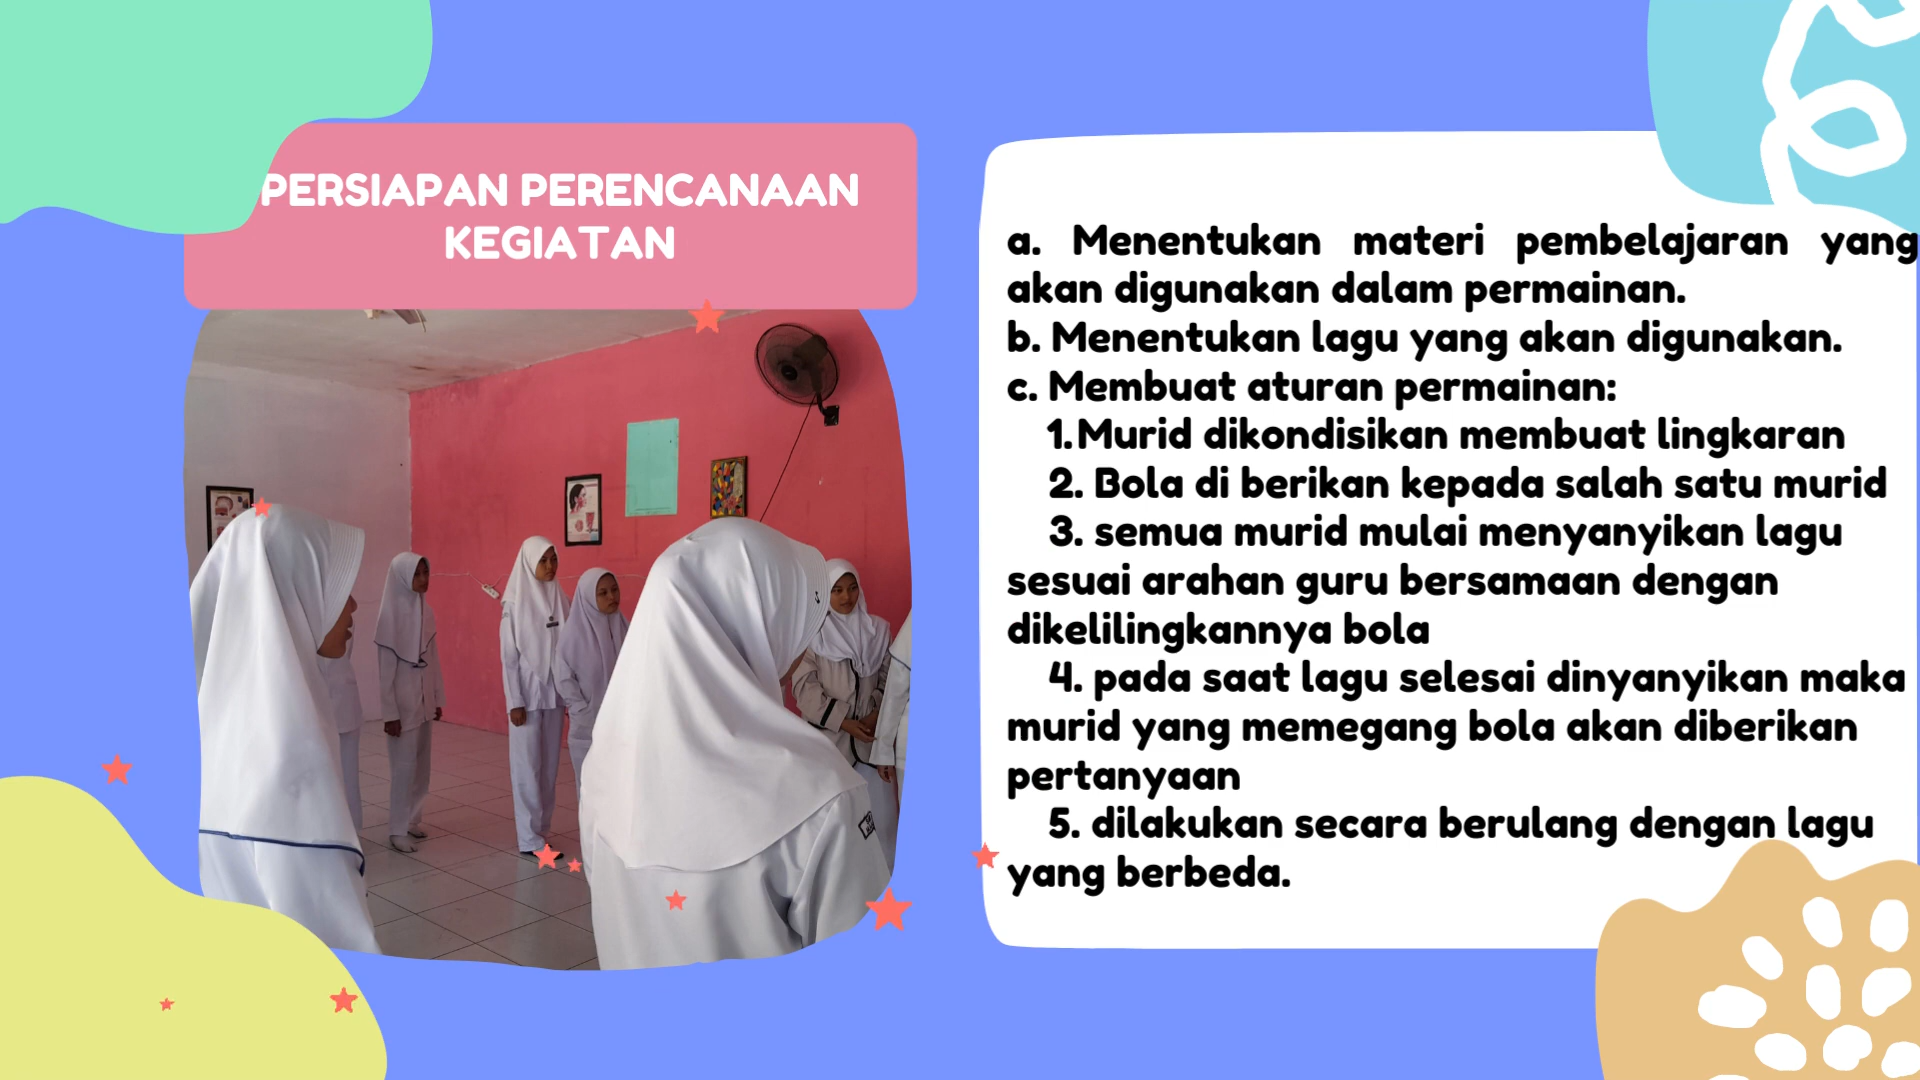 PERSIAPAN PERENCANAAN
KEGIATAN
a. Menentukan materi pembelajaran yang
akan digunakan dalam permainan.
b. Menentukan lagu yang akan digunakan.
c. Membuat aturan permainan:
1.Murid dikondisikan membuat lingkaran
2. Bola di berikan kepada salah satu murid
3. semua murid mulai menyanyikan lagu
sesuai arahan guru bersamaan dengan
dikelilingkannya bola
4. pada saat lagu selesai dinyanyikan maka
murid yang memegang bola akan diberikan
pertanyaan
5. dilakukan secara berulang dengan lagu
yang berbeda.